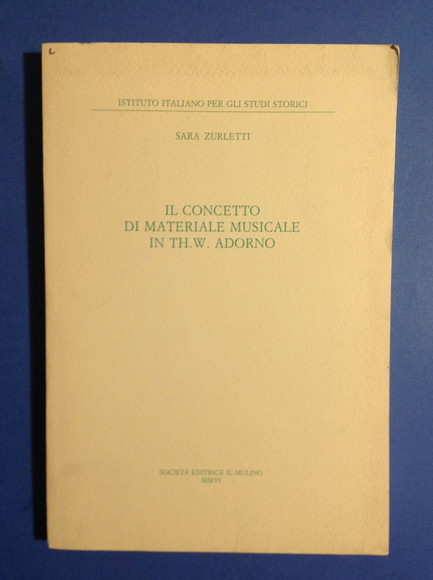 ISTITUTO ITALIANO PER GLI STUDI STORICI
SARA ZURLETTI
IL CONCETTO
DI MATERIALE MUSICALE
IN TH.W. ADORNO
SOCIETÀ EDITRICE IL MULINO
MMVI